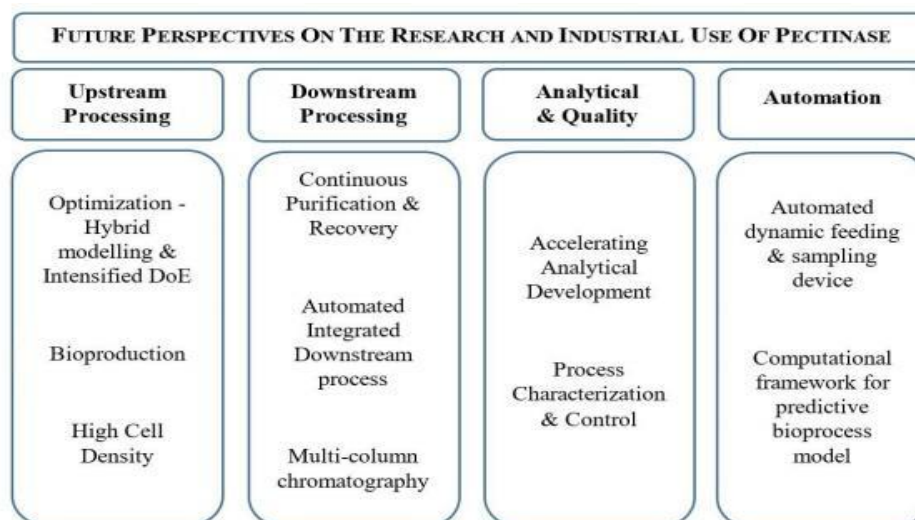 FUTURE PERSPECTIVES ON THE RESEARCH AND INDUSTRIAL USE OF PECTINASE
Upstream
Processing
Optimization -
Hybrid
modelling &
Intensified DoE
Bioproduction
High Cell
Density
Downstream
Processing
Continuous
Purification &
Recovery
Automated
Integrated
Downstream
process
Multi-column
chromatography
Analytical
& Quality
Accelerating
Analytical
Development
Process
Characterization
& Control
Automation
Automated
dynamic feeding
& sampling
device
Computational
framework for
predictive
bioprocess
model